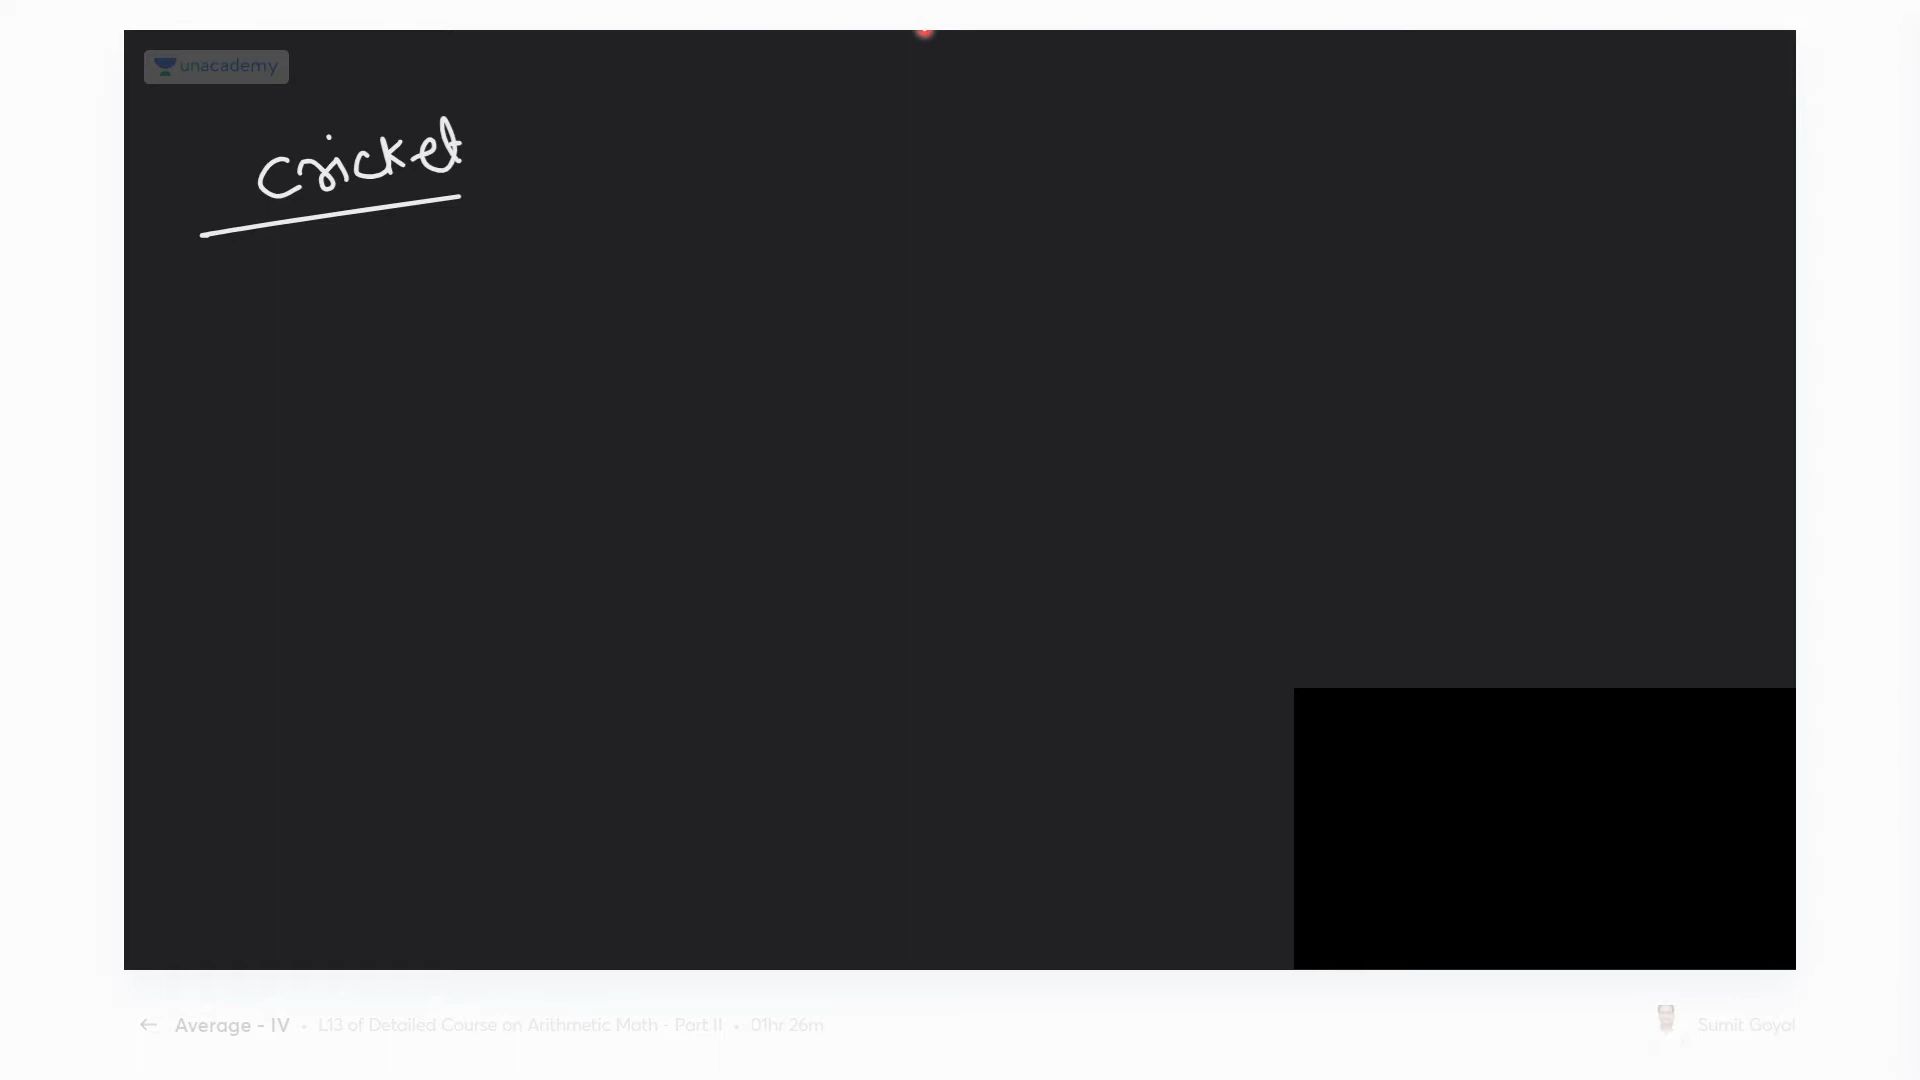 unacademy
Cricket
Average - IV • L13 of Detailed Course on Arithmetic Math - Part II • 01hr 26m
Sumit Goyal